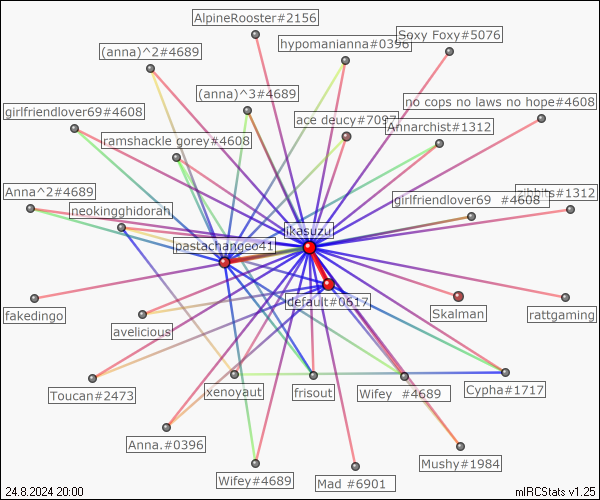 AlpineRooster#2156
Soxy Foxy#5076
hypomanianna#0396
(anna)^2#4689
(anna)^3#4689
no cops no laws no hope#4608
girlfriendlover69#4608
ace deucy#7097
Annarchist#1312
ramshackle gorey#4608
Anna^2#4689
girlfriendlover69 #4608
#1312
neokingghidorah
ikasuzu
pastachangeo41
default#0617
fakedingo
Skalman
rattgaming
avelicious
Toucan#2473
xenoyaut
frisout
Wifey #4689
Cypha#1717
Anna.#0396
Mushy#1984
Wifey#4689
Mad #6901
24.8.2024 20:00
mIRCStats v1.25